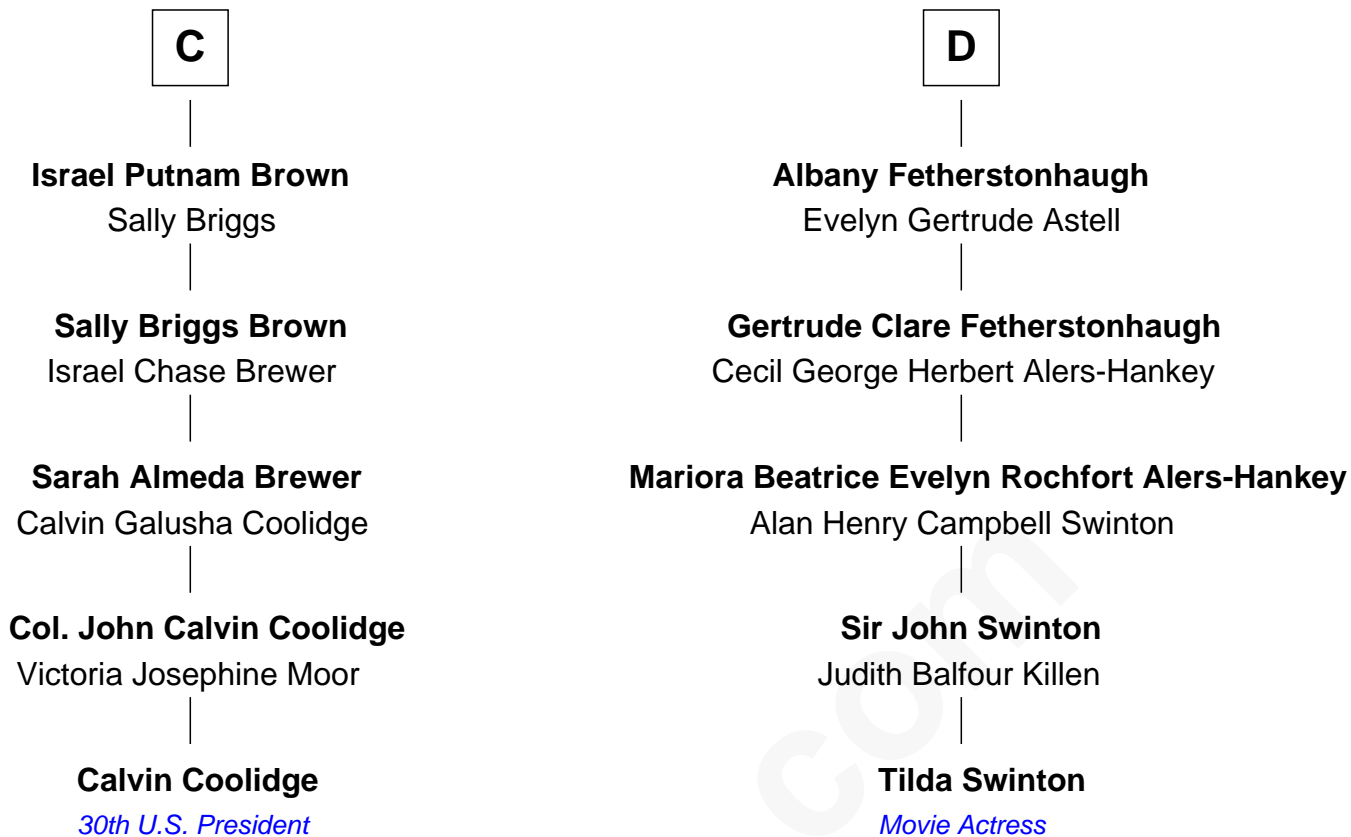 C
Israel Putnam Brown
Sally Briggs
Sally Briggs Brown
Israel Chase Brewer
Sarah Almeda Brewer
Calvin Galusha Coolidge
Col. John Calvin Coolidge
Victoria Josephine Moor
Calvin Coolidge
30th U.S. President
D
Albany Fetherstonhaugh
Evelyn Gertrude Astell
Gertrude Clare Fetherstonhaugh
Cecil George Herbert Alers-Hankey
Mariora Beatrice Evelyn Rochfort Alers-Hankey
Alan Henry Campbell Swinton
Sir John Swinton
Judith Balfour Killen
Tilda Swinton
Movie Actress
com